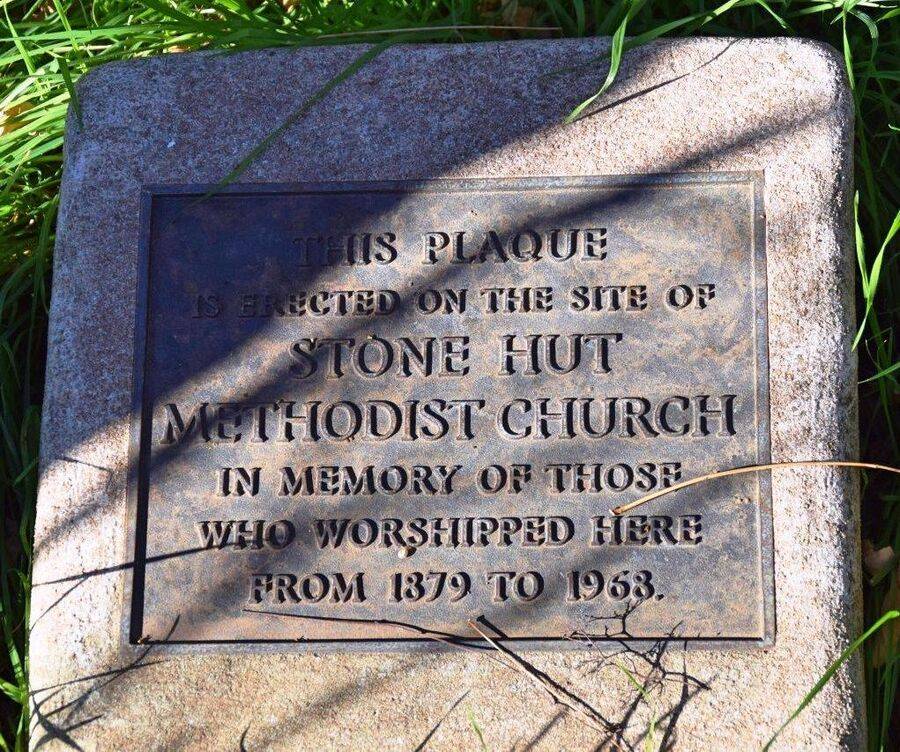 THIS PLAQUE
IS ERECTED ON THE SITE OF
STONE HUT
METHODIST CHURCH
IN MEMORY OF THOSE
WHO WORSHIPPED HERE
FROM 1879 TO 1968.